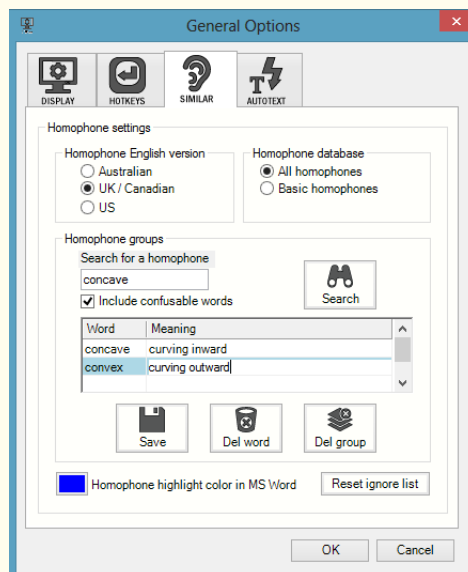 General Options
DISPLAY HOTKEYS SIMILAR T AUTOTEXT
Homophone settings
Homophone English version
Australian
UK / Canadian
US
Homophone database
All homophones
Basic homophones
Homophone groups
Search for a homophone
concave
Include confusable words
Search
Word Meaning
concave curving inward
convex curving outward
Save Del word Del group
Homophone highlight color in MS Word Reset ignore list
OK Cancel